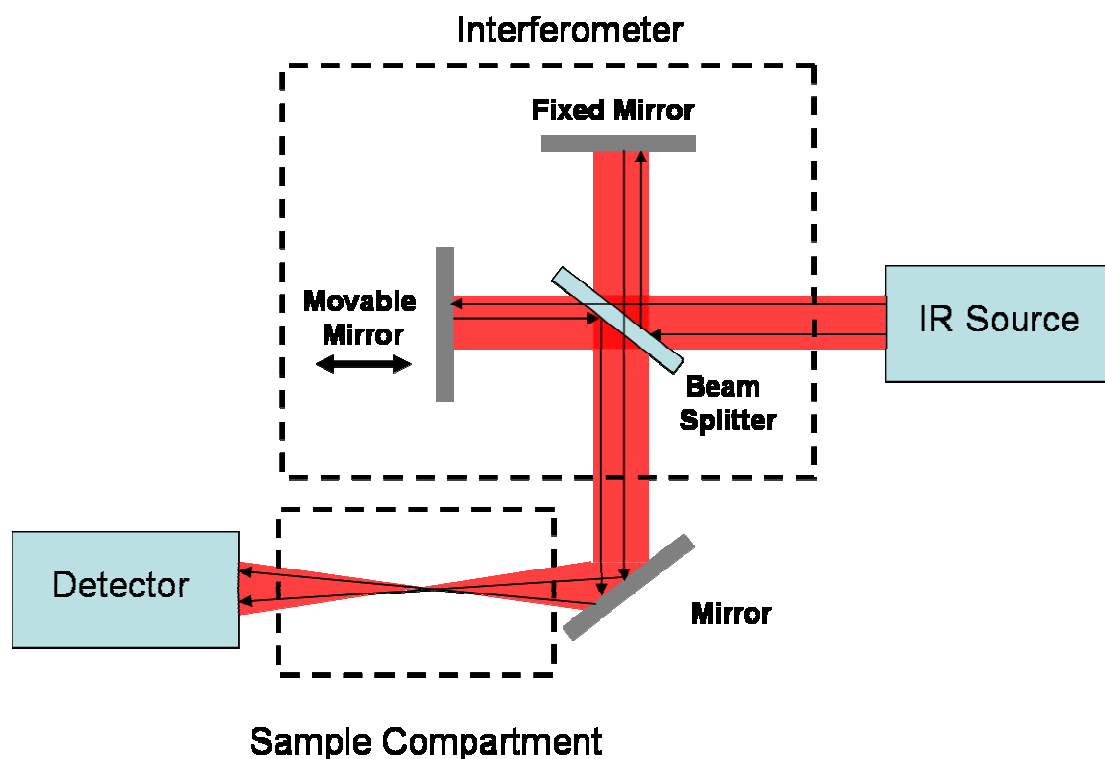 Interferometer
Fixed Mirror
Movable
Mirror
IR Source
Beam
Splitter
Detector
Mirror
Sample Compartment